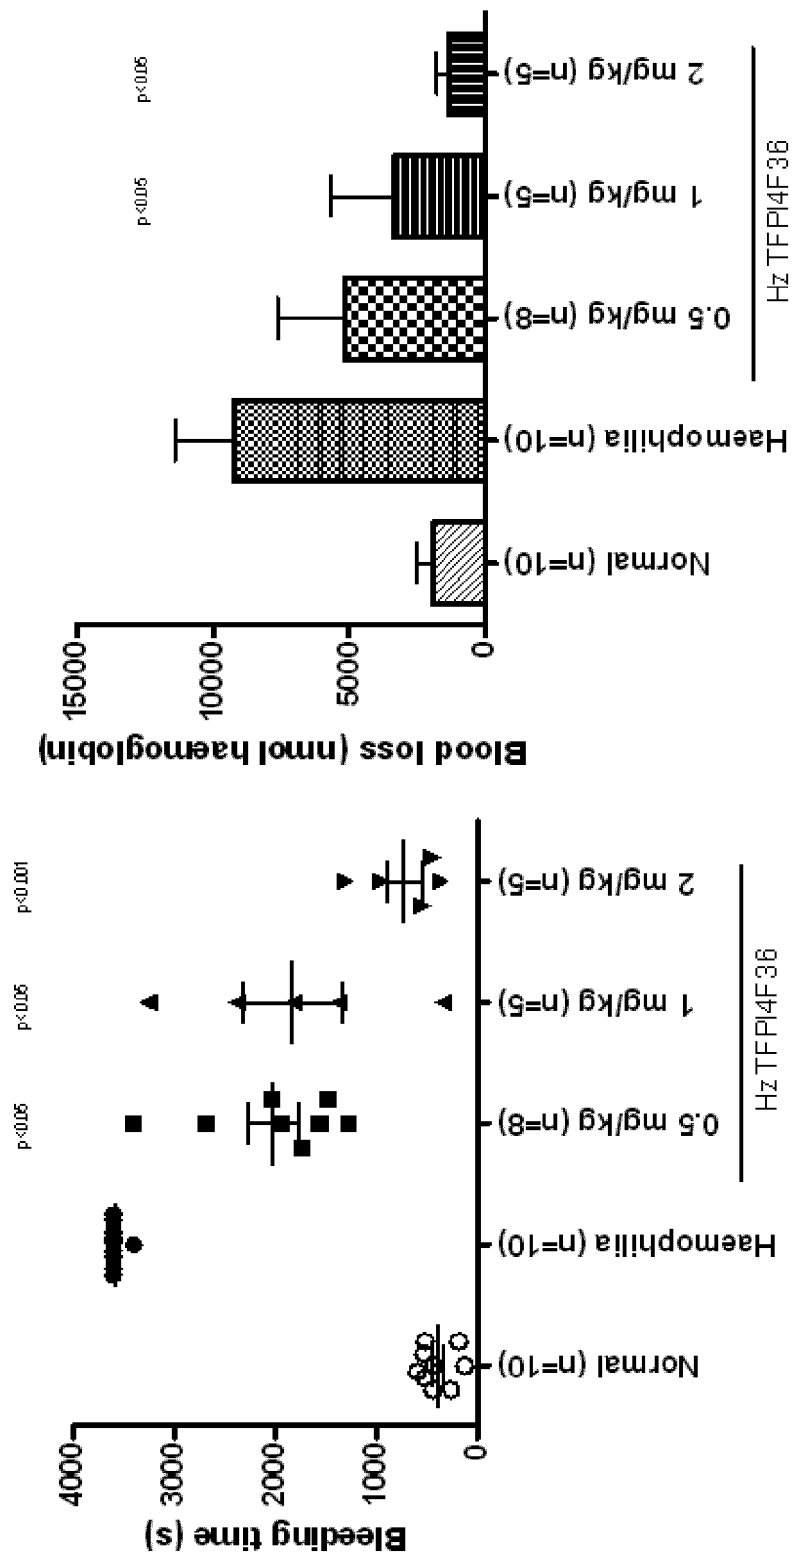 p<0.05
p<0.05
p<0.001
Bleeding time (s)
4000
3000
2000
1000
0
Normal (n=10)
Haemophilia (n=10)
0.5 mg/kg (n=8)
1 mg/kg (n=5)
2 mg/kg (n=5)
Hz TFPI4F36
p<0.05
p<0.05
Blood loss (nmol haemoglobin)
15000
10000
5000
0
Normal (n=10)
Haemophilia (n=10)
0.5 mg/kg (n=8)
1 mg/kg (n=5)
2 mg/kg (n=5)
Hz TFPI4F36